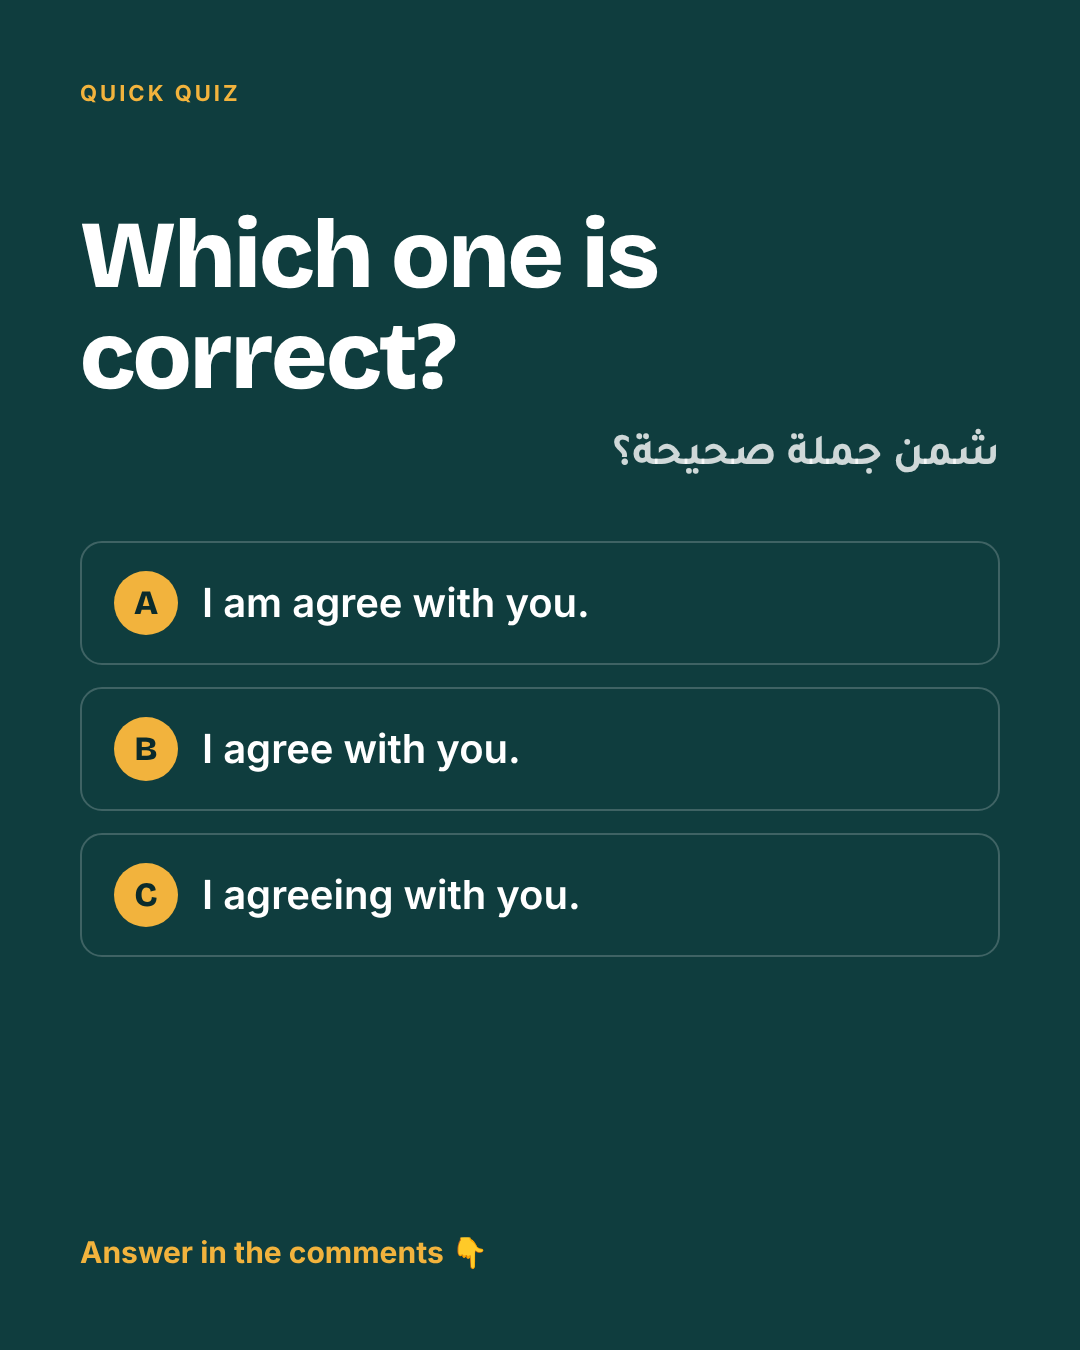 QUICK QUIZ
Which one is
correct?
شمن جملة صحيحة؟
A I am agree with you.
B I agree with you.
C I agreeing with you.
Answer in the comments 👇